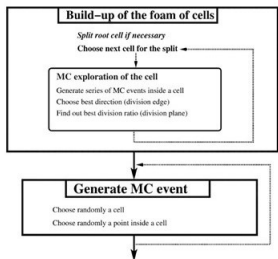 Build-up of the foam of cells
Split root cell if necessary
Choose next cell for the split
MC exploration of the cell
Generate series of MC events inside a cell
Choose best direction (division edge)
Find out best division ratio (division plane)
Generate MC event
Choose randomly a cell
Choose randomly a point inside a cell